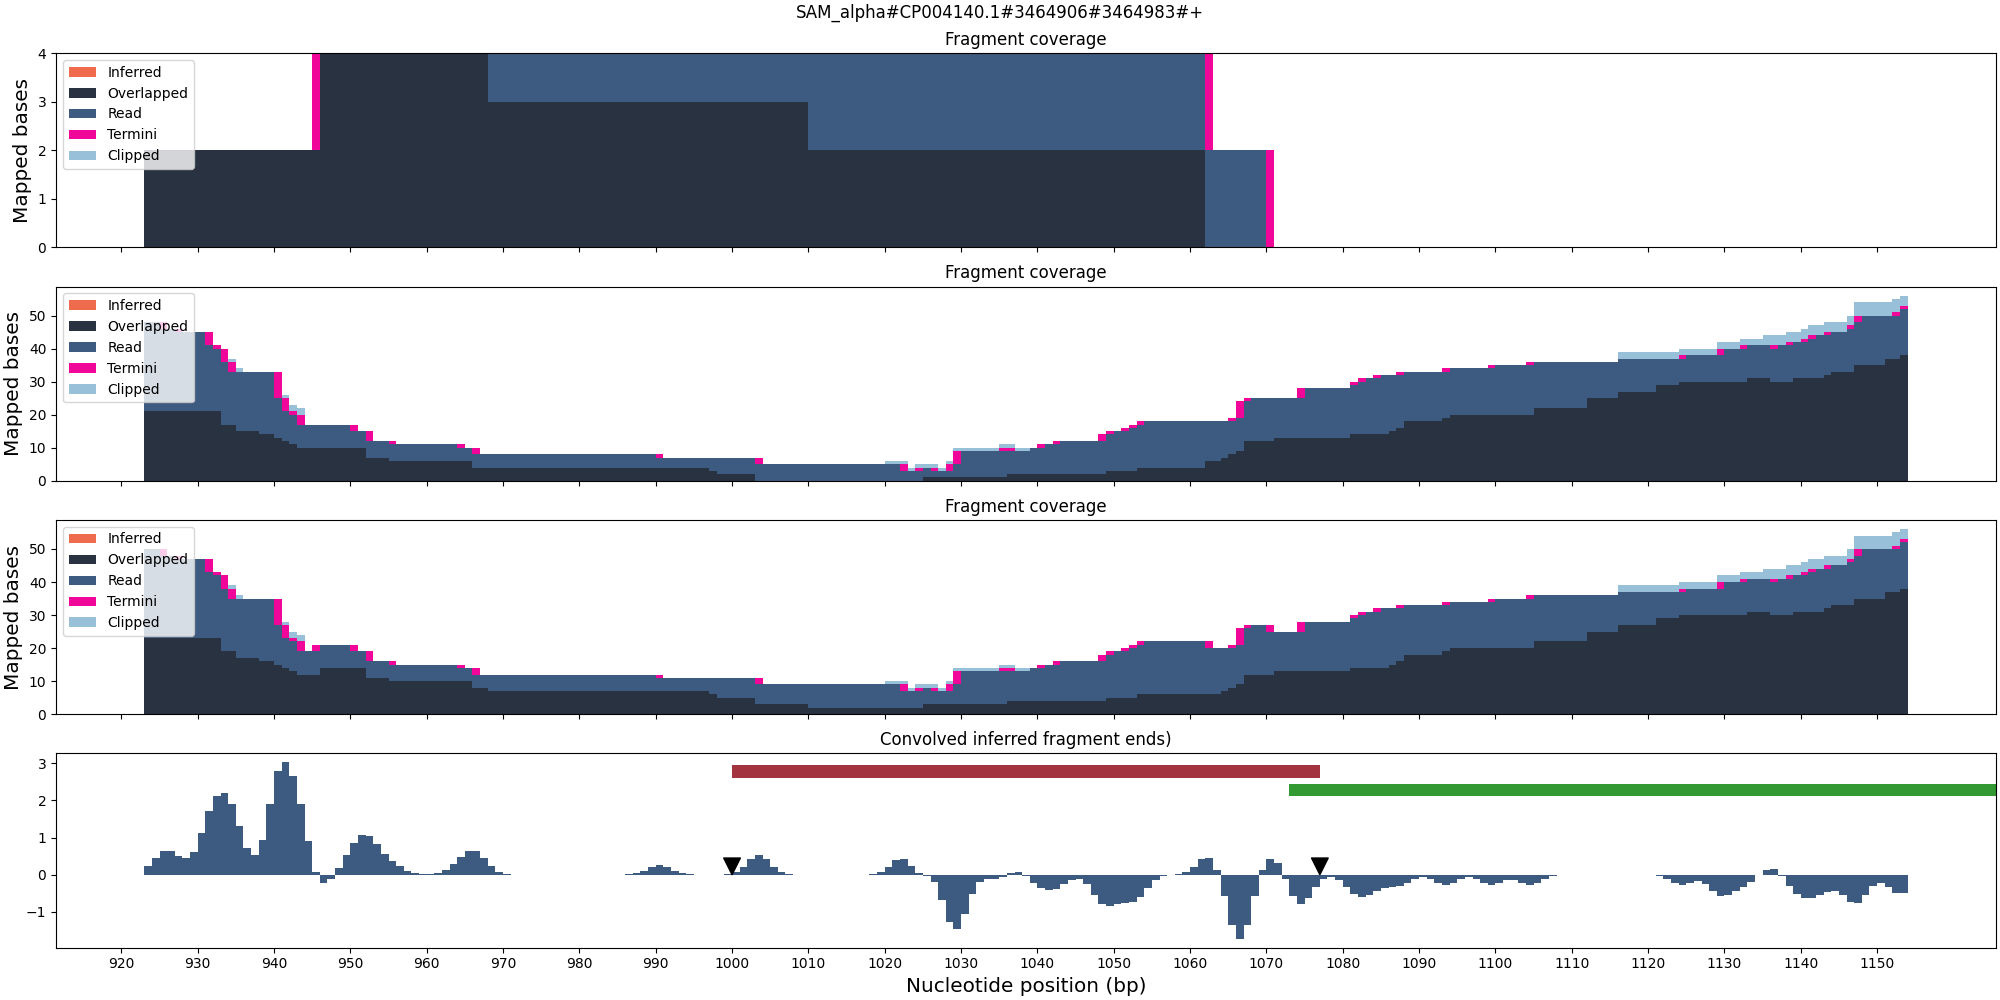 SAM_alpha#CP004140.1#3464906#3464983#+
Fragment coverage
Mapped bases
4
3
2
1
0
Inferred
Overlapped
Read
Termini
Clipped
Fragment coverage
Mapped bases
50
40
30
20
10
0
Inferred
Overlapped
Read
Termini
Clipped
Fragment coverage
Mapped bases
50
40
30
20
10
0
Inferred
Overlapped
Read
Termini
Clipped
Convolved inferred fragment ends)
3
2
1
0
−1
920 930 940 950 960 970 980 990 1000 1010 1020 1030 1040 1050 1060 1070 1080 1090 1100 1110 1120 1130 1140 1150
Nucleotide position (bp)